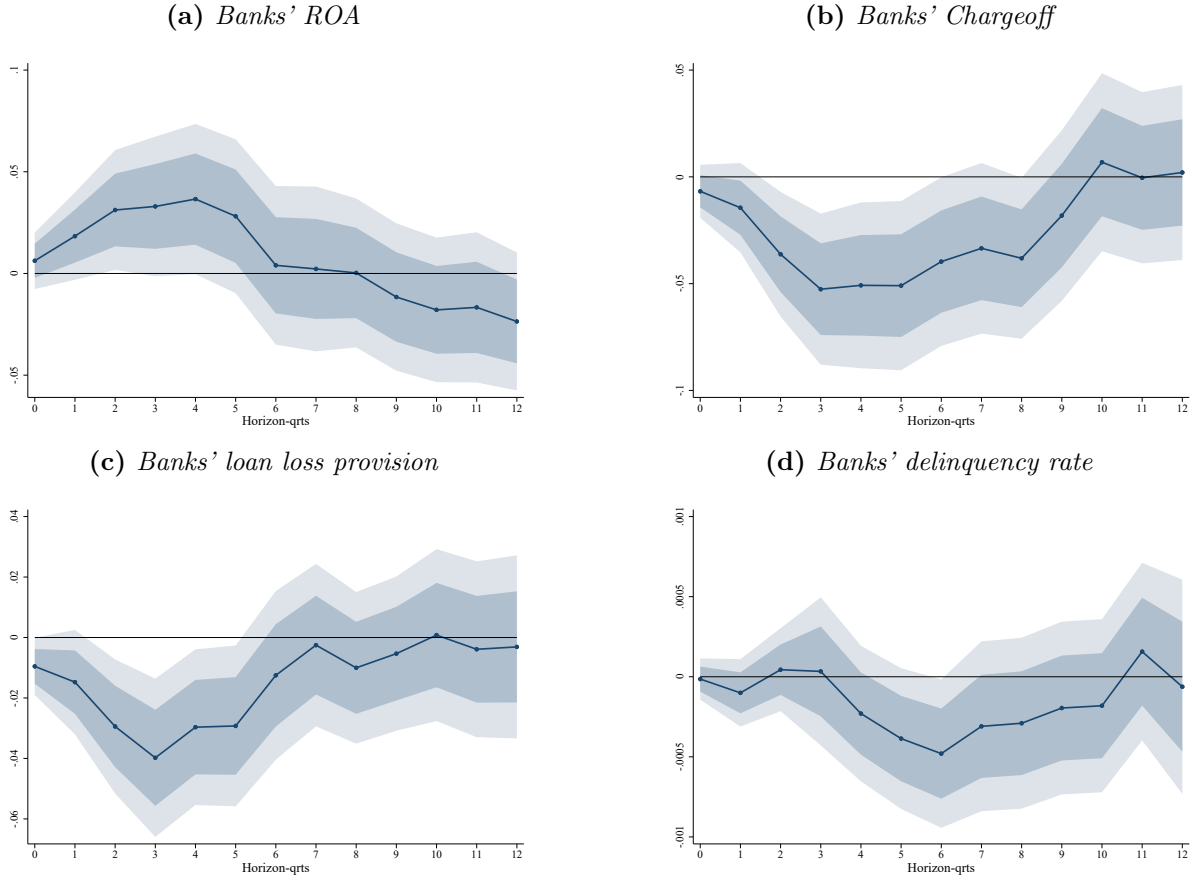 (a) Banks' ROA
.1
.05
0
-.05
0 1 2 3 4 5 6 7 8 9 10 11 12
Horizon-qrts
(b) Banks' Chargeoff
.05
0
-.05
-.1
0 1 2 3 4 5 6 7 8 9 10 11 12
Horizon-qrts
(c) Banks' loan loss provision
.04
.02
0
-.02
-.04
-.06
0 1 2 3 4 5 6 7 8 9 10 11 12
Horizon-qrts
(d) Banks' delinquency rate
.001
.0005
0
-.0005
-.001
0 1 2 3 4 5 6 7 8 9 10 11 12
Horizon-qrts